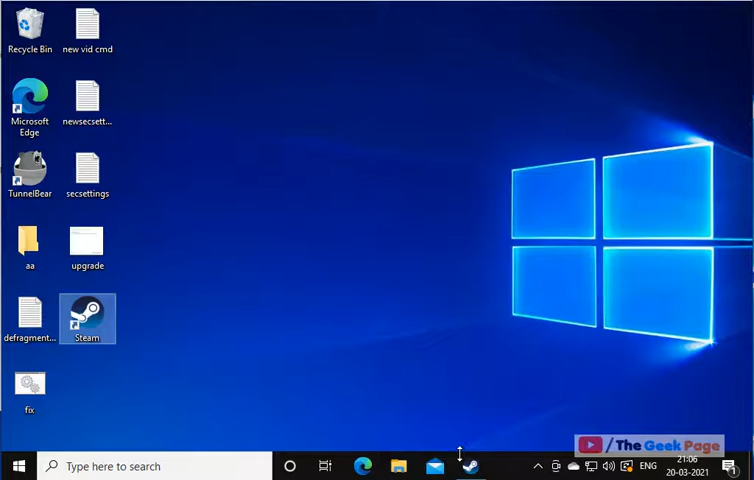 Recycle Bin
new vid cmd
Microsoft
Edge
newsecsett...
TunnelBear
secsettings
aa
upgrade
defragment...
Steam
fix
/The Geek Page
Type here to search
ENG
21:06
20-03-2021
1